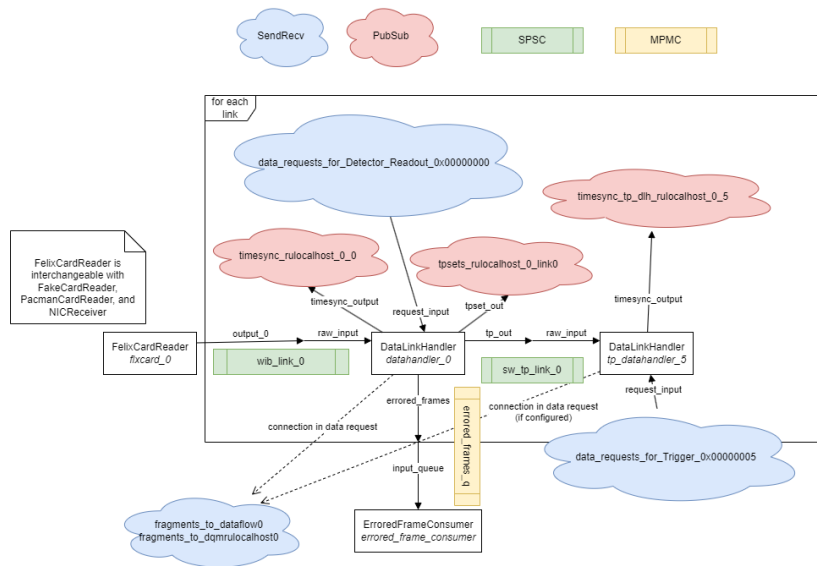 SendRecv
PubSub
SPSC
MPMC
for each
link
data_requests_for_Detector_Readout_0x00000000
timesync_tp_dlh_rulocalhost_0_5
timesync_rulocalhost_0_0
tpsets_rulocalhost_0_link0
FelixCardReader is
interchangeable with
FakeCardReader,
PacmanCardReader, and
NICReceiver
timesync_output
request_input
tpset_out
timesync_output
FelixCardReader
flxcard_0
output_0
raw_input
wib_link_0
DataLinkHandler
datahandler_0
tp_out
raw_input
sw_tp_link_0
DataLinkHandler
tp_datahandler_5
request_input
errored_frames
connection in data request
connection in data request
(if configured)
errored_frames_q
input_queue
data_requests_for_Trigger_0x00000005
fragments_to_dataflow0
fragments_to_dqmrulocalhost0
ErroredFrameConsumer
errored_frame_consumer